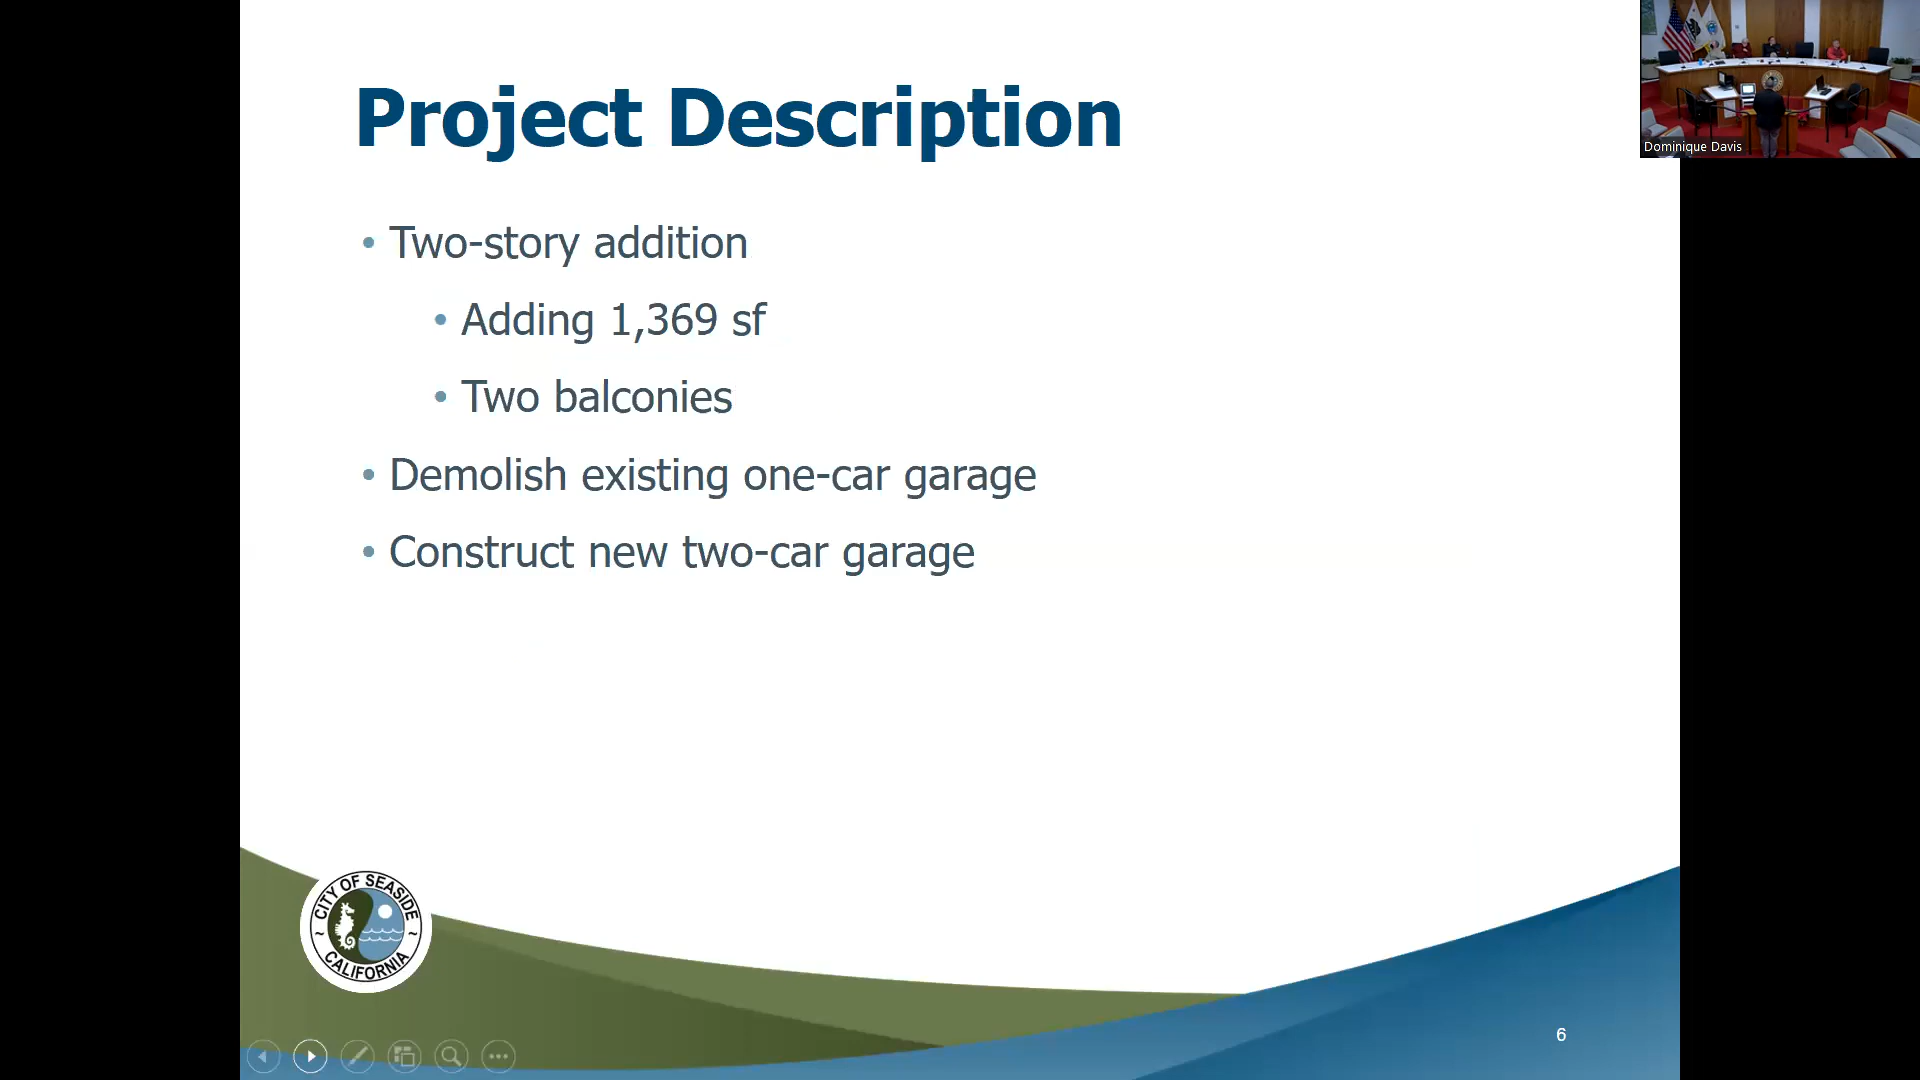 Project Description
Dominique Davis
• Two-story addition
• Adding 1,369 sf
• Two balconies
• Demolish existing one-car garage
• Construct new two-car garage
CITY OF SEASIDE
~ ~
CALIFORNIA
6